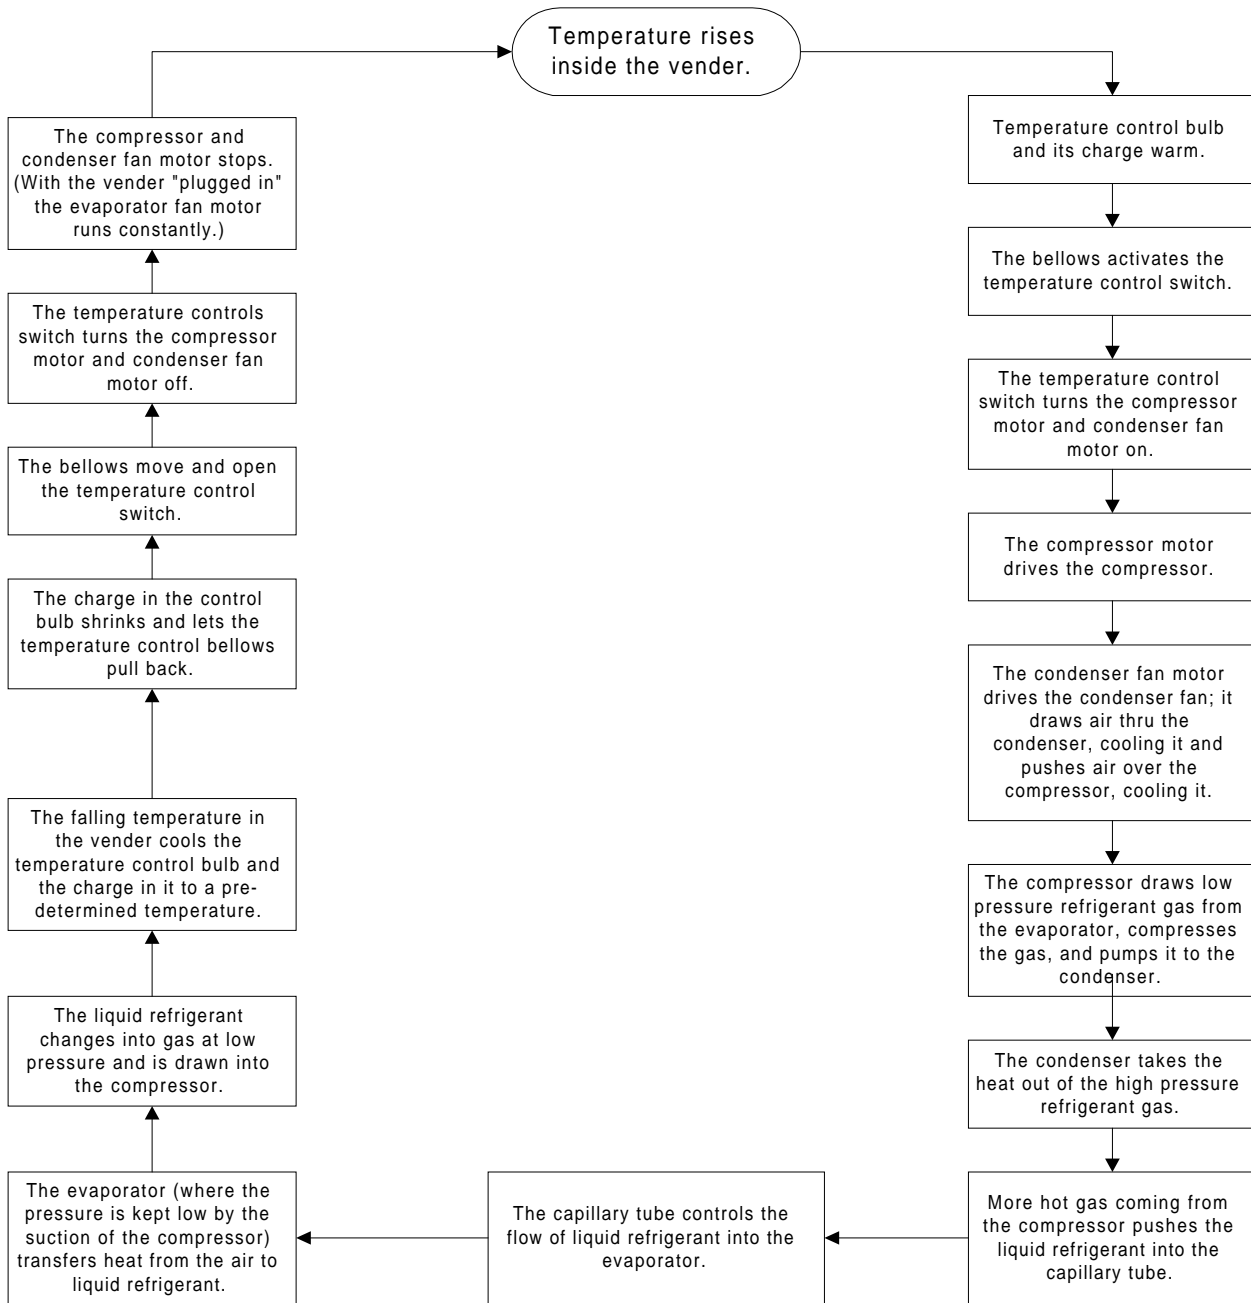 Temperature rises
inside the vender.
Temperature control bulb
and its charge warm.
The bellows activates the
temperature control switch.
The temperature control
switch turns the compressor
motor and condenser fan
motor on.
The compressor motor
drives the compressor.
The condenser fan motor
drives the condenser fan; it
draws air thru the
condenser, cooling it and
pushes air over the
compressor, cooling it.
The compressor draws low
pressure refrigerant gas from
the evaporator, compresses
the gas, and pumps it to the
condenser.
The condenser takes the
heat out of the high pressure
refrigerant gas.
More hot gas coming from
the compressor pushes the
liquid refrigerant into the
capillary tube.
The capillary tube controls the
flow of liquid refrigerant into the
evaporator.
The evaporator (where the
pressure is kept low by the
suction of the compressor)
transfers heat from the air to
liquid refrigerant.
The liquid refrigerant
changes into gas at low
pressure and is drawn into
the compressor.
The falling temperature in
the vender cools the
temperature control bulb and
the charge in it to a pre-
determined temperature.
The charge in the control
bulb shrinks and lets the
temperature control bellows
pull back.
The bellows move and open
the temperature control
switch.
The temperature controls
switch turns the compressor
motor and condenser fan
motor off.
The compressor and
condenser fan motor stops.
(With the vender "plugged in"
the evaporator fan motor
runs constantly.)